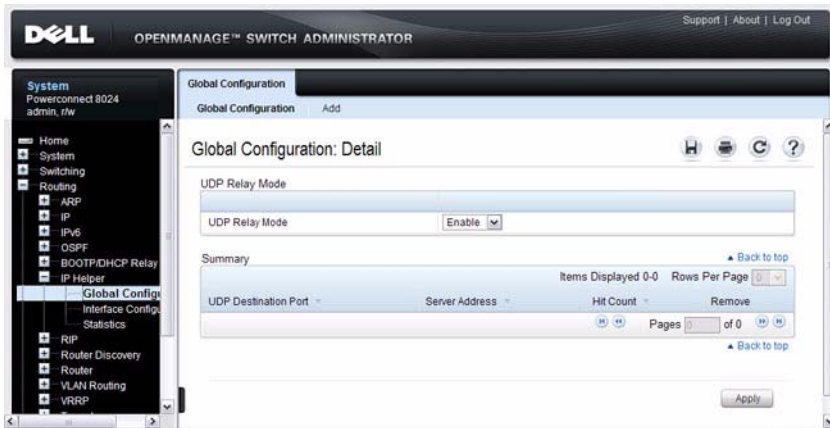 Support | About | Log Out
DELL
OPENMANAGE™ SWITCH ADMINISTRATOR
System
Powerconnect 8024
admin, r/w
Home
System
Switching
Routing
ARP
IP
IPv6
OSPF
BOOTP/DHCP Relay
IP Helper
Global Configu
Interface Configu
Statistics
RIP
Router Discovery
Router
VLAN Routing
VRRP
Global Configuration
Global Configuration Add
Global Configuration: Detail
UDP Relay Mode
UDP Relay Mode Enable
Summary Back to top
Items Displayed 0-0 Rows Per Page 0
UDP Destination Port Server Address Hit Count Remove
Pages 0 of 0
Back to top
Apply